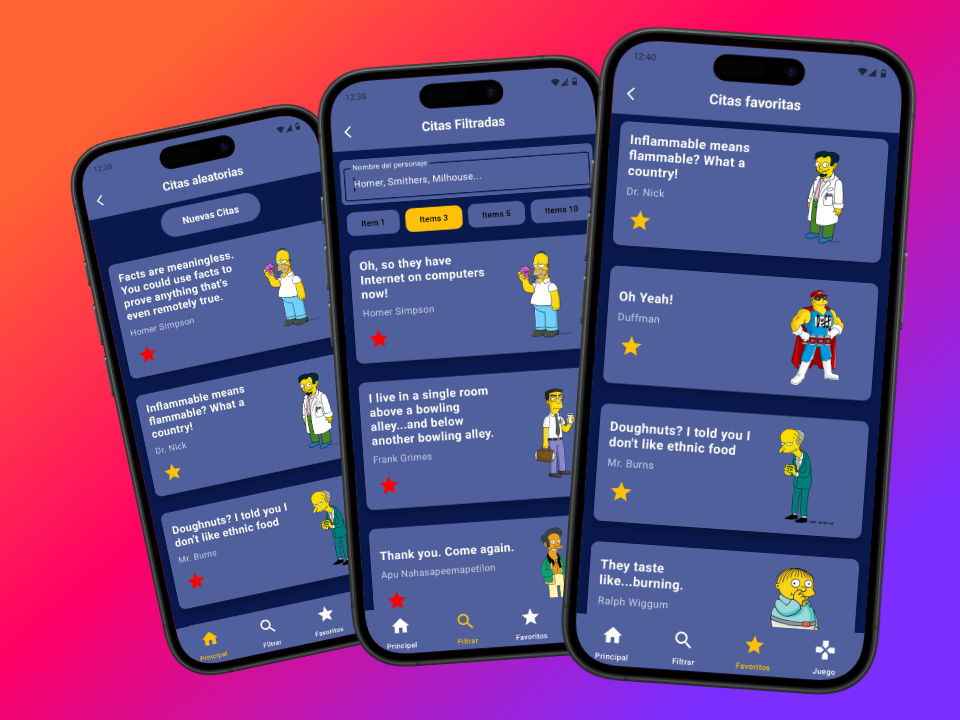 12:38
Citas aleatorias
Nuevas Citas
Facts are meaningless.
You could use facts to
prove anything that's
even remotely true.
Homer Simpson
Inflammable means
flammable? What a
country!
Dr. Nick
Doughnuts? I told you I
don't like ethnic food
Mr. Burns
Principal
Filtrar
Favoritos
12:38
Citas Filtradas
Nombre del personaje
Homer, Smithers, Milhouse...
Item 1
Items 3
Items 5
Items 10
Oh, so they have
Internet on computers
now!
Homer Simpson
I live in a single room
above a bowling
alley...and below
another bowling alley.
Frank Grimes
Thank you. Come again.
Apu Nahasapeemapetilon
Principal
Filtrar
Favoritos
12:40
Citas favoritas
Inflammable means
flammable? What a
country!
Dr. Nick
Oh Yeah!
Duffman
Doughnuts? I told you I
don't like ethnic food
Mr. Burns
They taste
like...burning.
Ralph Wiggum
Principal
Filtrar
Favoritos
Juego